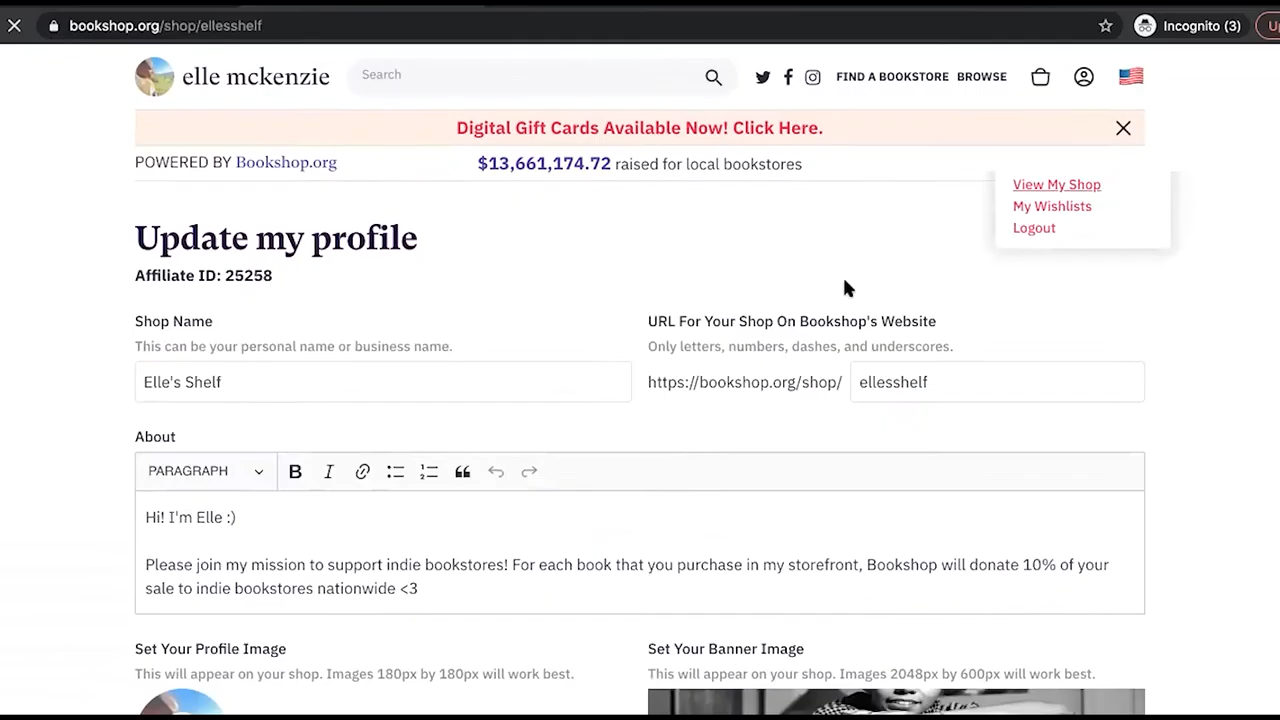 bookshop.org/shop/ellesshelf
Incognito (3)
elle mckenzie
Search
FIND A BOOKSTORE BROWSE
Digital Gift Cards Available Now! Click Here.
POWERED BY Bookshop.org
$13,661,174.72 raised for local bookstores
View My Shop
My Wishlists
Logout
Update my profile
Affiliate ID: 25258
Shop Name
This can be your personal name or business name.
Elle's Shelf
URL For Your Shop On Bookshop's Website
Only letters, numbers, dashes, and underscores.
https://bookshop.org/shop/ ellesshelf
About
PARAGRAPH B I
Hi! I'm Elle :)
Please join my mission to support indie bookstores! For each book that you purchase in my storefront, Bookshop will donate 10% of your
sale to indie bookstores nationwide <3
Set Your Profile Image
This will appear on your shop. Images 180px by 180px will work best.
Set Your Banner Image
This will appear on your shop. Images 2048px by 600px will work best.